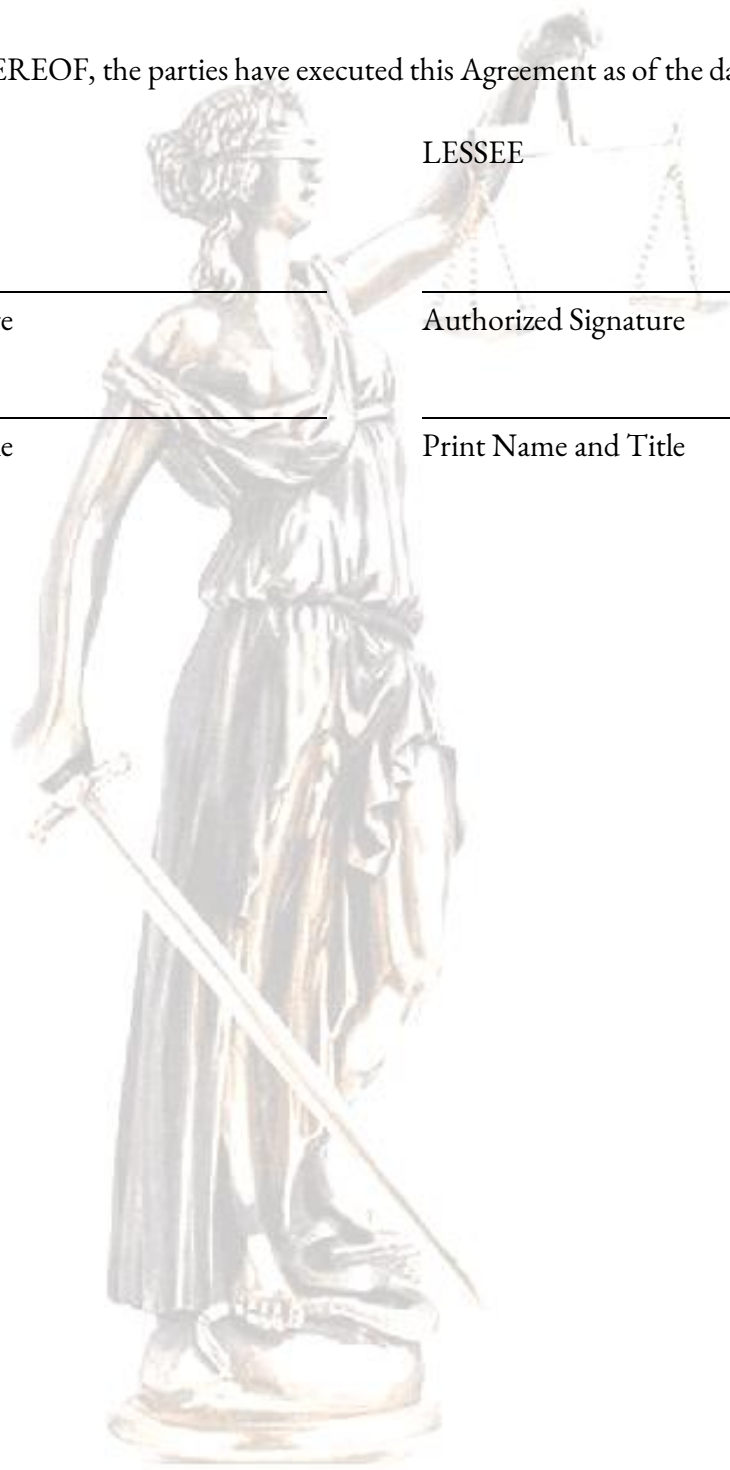 EREOF, the parties have executed this Agreement as of the da
LESSEE
e Authorized Signature
e Print Name and Title